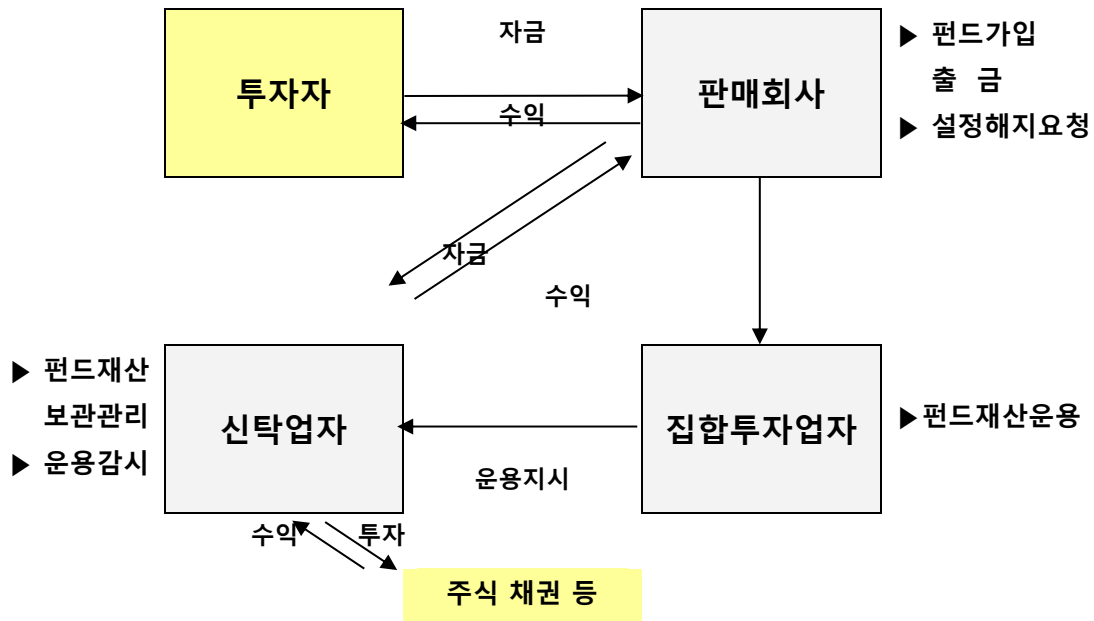 자금
투자자
판매회사
▶ 펀드가입
출 금
▶ 설정해지요청
수익
자금
수익
▶ 펀드재산
보관관리
▶ 운용감시
신탁업자
집합투자업자
▶펀드재산운용
운용지시
수익
투자
주식 채권 등